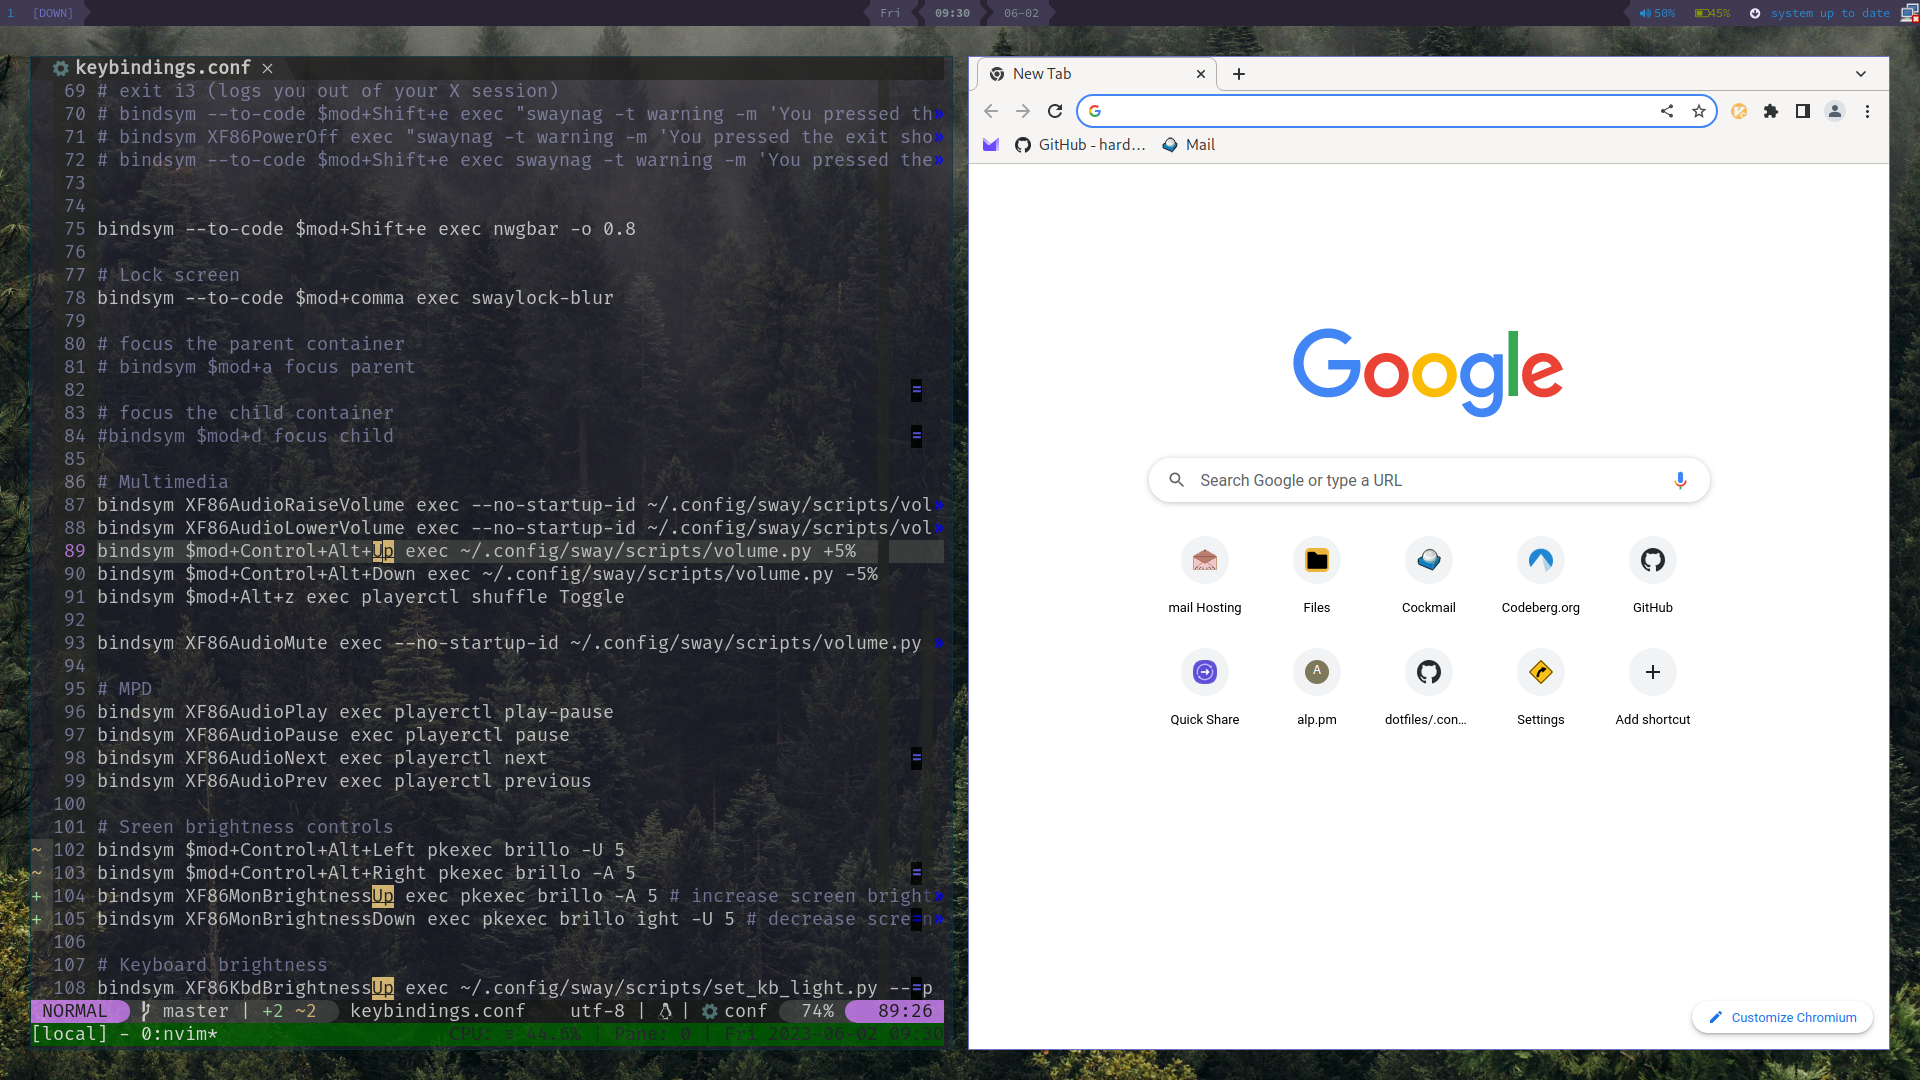 1 [DOWN]
Fri 09:30 06-02
50% 45% system up to date
keybindings.conf ×
69 # exit i3 (logs you out of your X session)
70 # bindsym --to-code $mod+Shift+e exec "swaynag -t warning -m 'You pressed th»
71 # bindsym XF86PowerOff exec "swaynag -t warning -m 'You pressed the exit sho»
72 # bindsym --to-code $mod+Shift+e exec swaynag -t warning -m 'You pressed the»
73
74
75 bindsym --to-code $mod+Shift+e exec nwgbar -o 0.8
76
77 # Lock screen
78 bindsym --to-code $mod+comma exec swaylock-blur
79
80 # focus the parent container
81 # bindsym $mod+a focus parent
82 =
83 # focus the child container
84 #bindsym $mod+d focus child =
85
86 # Multimedia
87 bindsym XF86AudioRaiseVolume exec --no-startup-id ~/.config/sway/scripts/vol»
88 bindsym XF86AudioLowerVolume exec --no-startup-id ~/.config/sway/scripts/vol»
89 bindsym $mod+Control+Alt+Up exec ~/.config/sway/scripts/volume.py +5%
90 bindsym $mod+Control+Alt+Down exec ~/.config/sway/scripts/volume.py -5%
91 bindsym $mod+Alt+z exec playerctl shuffle Toggle
92
93 bindsym XF86AudioMute exec --no-startup-id ~/.config/sway/scripts/volume.py »
94
95 # MPD
96 bindsym XF86AudioPlay exec playerctl play-pause
97 bindsym XF86AudioPause exec playerctl pause
98 bindsym XF86AudioNext exec playerctl next =
99 bindsym XF86AudioPrev exec playerctl previous
100
101 # Sreen brightness controls
~ 102 bindsym $mod+Control+Alt+Left pkexec brillo -U 5
~ 103 bindsym $mod+Control+Alt+Right pkexec brillo -A 5 =
+ 104 bindsym XF86MonBrightnessUp exec pkexec brillo -A 5 # increase screen bright»
+ 105 bindsym XF86MonBrightnessDown exec pkexec brillo ight -U 5 # decrease scre=n»
106
107 # Keyboard brightness
108 bindsym XF86KbdBrightnessUp exec ~/.config/sway/scripts/set_kb_light.py --=p
NORMAL master | +2 ~2 keybindings.conf utf-8 | | conf 74% 89:26
[local] - 0:nvim* CPU: = 44.6% | Pane: 0 | Fri 2023-06-02 09:30
New Tab
GitHub - hard… Mail
Google
Search Google or type a URL
mail Hosting Files Cockmail Codeberg.org GitHub
A
Quick Share alp.pm dotfiles/.con… Settings Add shortcut
Customize Chromium